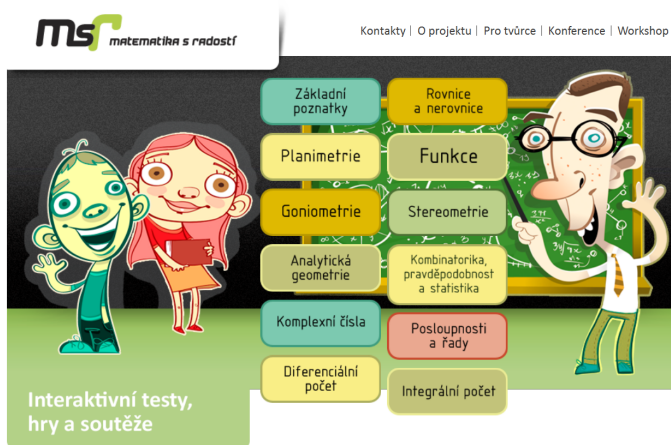 msr matematika s radostí
Kontakty | O projektu | Pro tvůrce | Konference | Workshop
Základní
poznatky
Rovnice
a nerovnice
Planimetrie
Funkce
Goniometrie
Stereometrie
Analytická
geometrie
Kombinatorika,
pravděpodobnost
a statistika
Komplexní čísla
Posloupnosti
a řady
Diferenciální
počet
Integrální počet
Interaktivní testy,
hry a soutěže